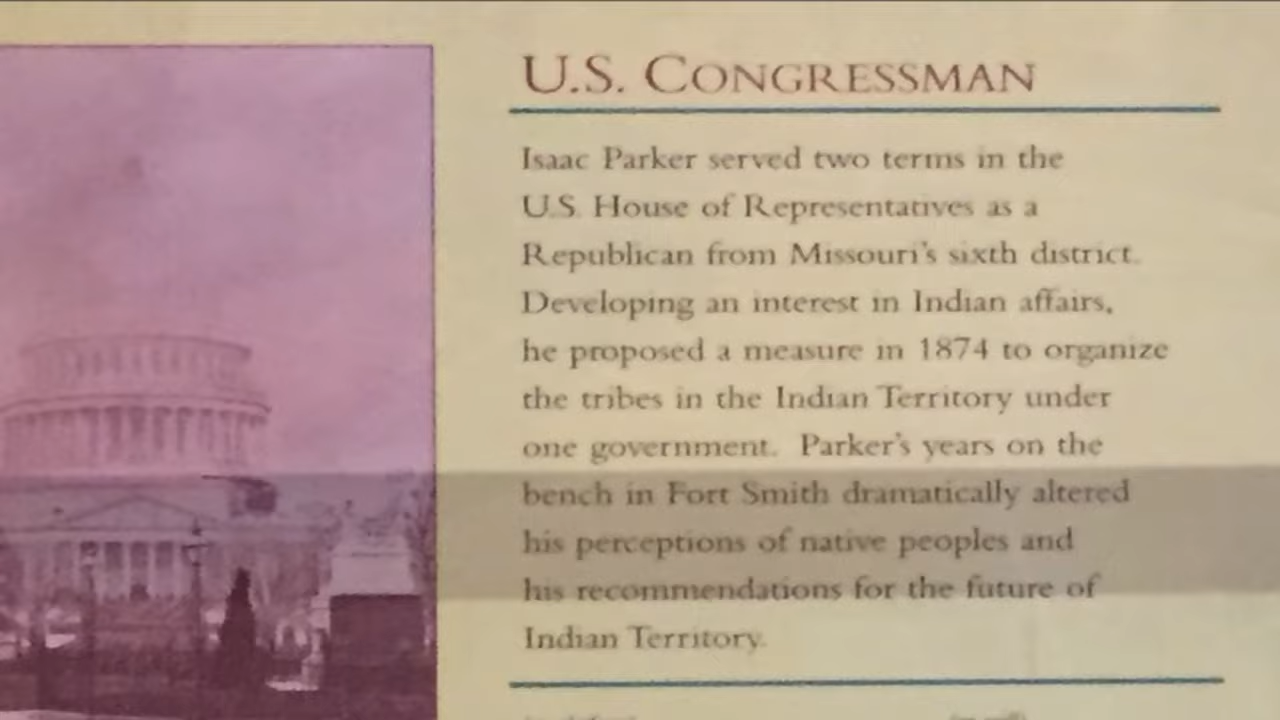 U.S. CONGRESSMAN
Isaac Parker served two terms in the
U.S. House of Representatives as a
Republican from Missouri's sixth district.
Developing an interest in Indian affairs,
he proposed a measure in 1874 to organize
the tribes in the Indian Territory under
one government. Parker's years on the
bench in Fort Smith dramatically altered
his perceptions of native peoples and
his recommendations for the future of
Indian Territory.